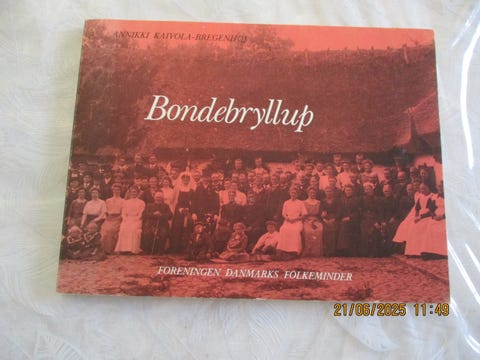 ANNIKKI KAIVOLA-BREGENHØJ
Bondebryllup
FORENINGEN DANMARKS FOLKEMINDER
21/06/2025 11:49